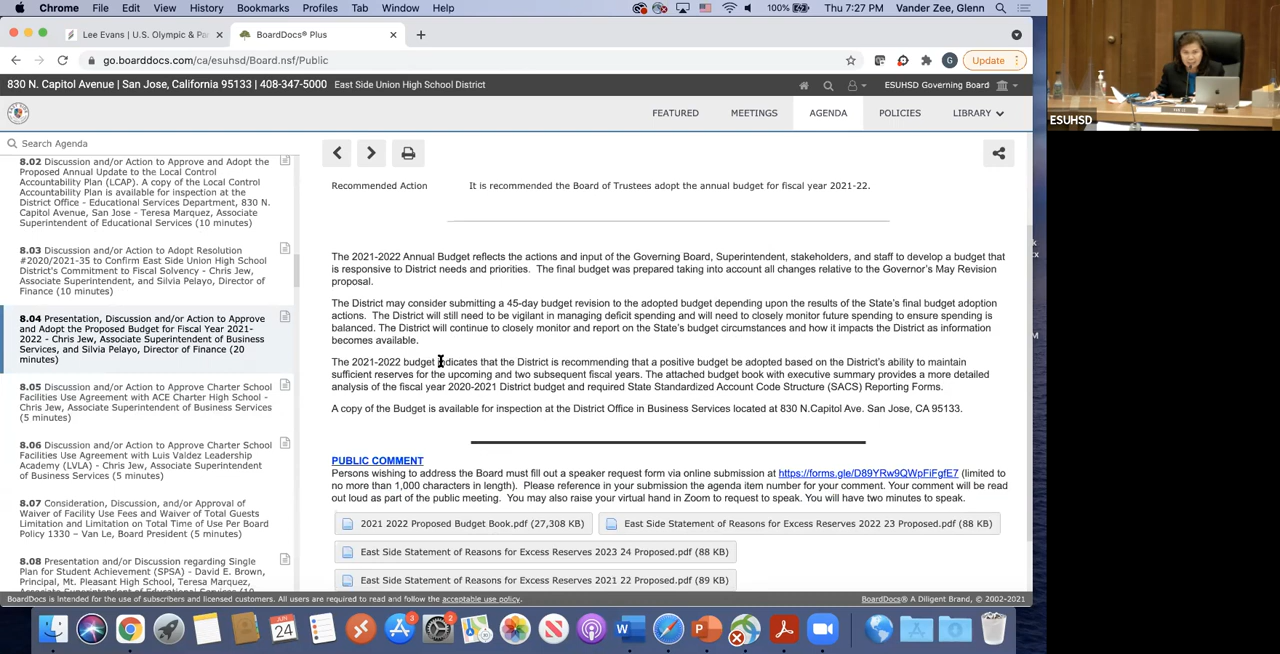 Chrome File Edit View History Bookmarks Profiles Tab Window Help 100% Thu 7:27 PM Vander Zee, Glenn
Lee Evans | U.S. Olympic & Pa × BoardDocs® Plus × +
go.boarddocs.com/ca/esuhsd/Board.nsf/Public G Update
830 N. Capitol Avenue | San Jose, California 95133 | 408-347-5000 East Side Union High School District ESUHSD Governing Board
FEATURED MEETINGS AGENDA POLICIES LIBRARY
Search Agenda
8.02 Discussion and/or Action to Approve and Adopt the
Proposed Annual Update to the Local Control
Accountability Plan (LCAP). A copy of the Local Control
Accountability Plan is available for inspection at the
District Office - Educational Services Department, 830 N.
Capitol Avenue, San Jose - Teresa Marquez, Associate
Superintendent of Educational Services (10 minutes)
8.03 Discussion and/or Action to Adopt Resolution
#2020/2021-35 to Confirm East Side Union High School
District's Commitment to Fiscal Solvency - Chris Jew,
Associate Superintendent, and Silvia Pelayo, Director of
Finance (10 minutes)
8.04 Presentation, Discussion and/or Action to Approve
and Adopt the Proposed Budget for Fiscal Year 2021-
2022 - Chris Jew, Associate Superintendent of Business
Services, and Silvia Pelayo, Director of Finance (20
minutes)
8.05 Discussion and/or Action to Approve Charter School
Facilities Use Agreement with ACE Charter High School -
Chris Jew, Associate Superintendent of Business Services
(5 minutes)
8.06 Discussion and/or Action to Approve Charter School
Facilities Use Agreement with Luis Valdez Leadership
Academy (LVLA) - Chris Jew, Associate Superintendent
of Business Services (5 minutes)
8.07 Consideration, Discussion and/or Approval of
Waiver of Facility Use Fees and Waiver of Total Guests
Limitation and Limitation on Total Time of Use Per Board
Policy 1330 – Van Le, Board President (5 minutes)
8.08 Presentation and/or Discussion regarding Single
Plan for Student Achievement (SPSA) - David E. Brown,
Principal, Mt. Pleasant High School, Teresa Marquez,
Associate Superintendent of Educational Services (10
Recommended Action It is recommended the Board of Trustees adopt the annual budget for fiscal year 2021-22.
The 2021-2022 Annual Budget reflects the actions and input of the Governing Board, Superintendent, stakeholders, and staff to develop a budget that
is responsive to District needs and priorities. The final budget was prepared taking into account all changes relative to the Governor's May Revision
proposal.
The District may consider submitting a 45-day budget revision to the adopted budget depending upon the results of the State's final budget adoption
actions. The District will still need to be vigilant in managing deficit spending and will need to closely monitor future spending to ensure spending is
balanced. The District will continue to closely monitor and report on the State's budget circumstances and how it impacts the District as information
becomes available.
The 2021-2022 budget indicates that the District is recommending that a positive budget be adopted based on the District's ability to maintain
sufficient reserves for the upcoming and two subsequent fiscal years. The attached budget book with executive summary provides a more detailed
analysis of the fiscal year 2020-2021 District budget and required State Standardized Account Code Structure (SACS) Reporting Forms.
A copy of the Budget is available for inspection at the District Office in Business Services located at 830 N.Capitol Ave. San Jose, CA 95133.
PUBLIC COMMENT
Persons wishing to address the Board must fill out a speaker request form via online submission at https://forms.gle/D89YRw9QWpFiFgfE7 (limited to
no more than 1,000 characters in length). Please reference in your submission the agenda item number for your comment. Your comment will be read
out loud as part of the public meeting. You may also raise your virtual hand in Zoom to request to speak. You will have two minutes to speak.
2021 2022 Proposed Budget Book.pdf (27,308 KB) East Side Statement of Reasons for Excess Reserves 2022 23 Proposed.pdf (88 KB)
East Side Statement of Reasons for Excess Reserves 2023 24 Proposed.pdf (88 KB)
East Side Statement of Reasons for Excess Reserves 2021 22 Proposed.pdf (89 KB)
BoardDocs is intended for the use of subscribers and licensed customers. All users are required to read and follow the acceptable use policy. BoardDocs® A Diligent Brand, © 2002-2021
ESUHSD
JUN
24
3
2